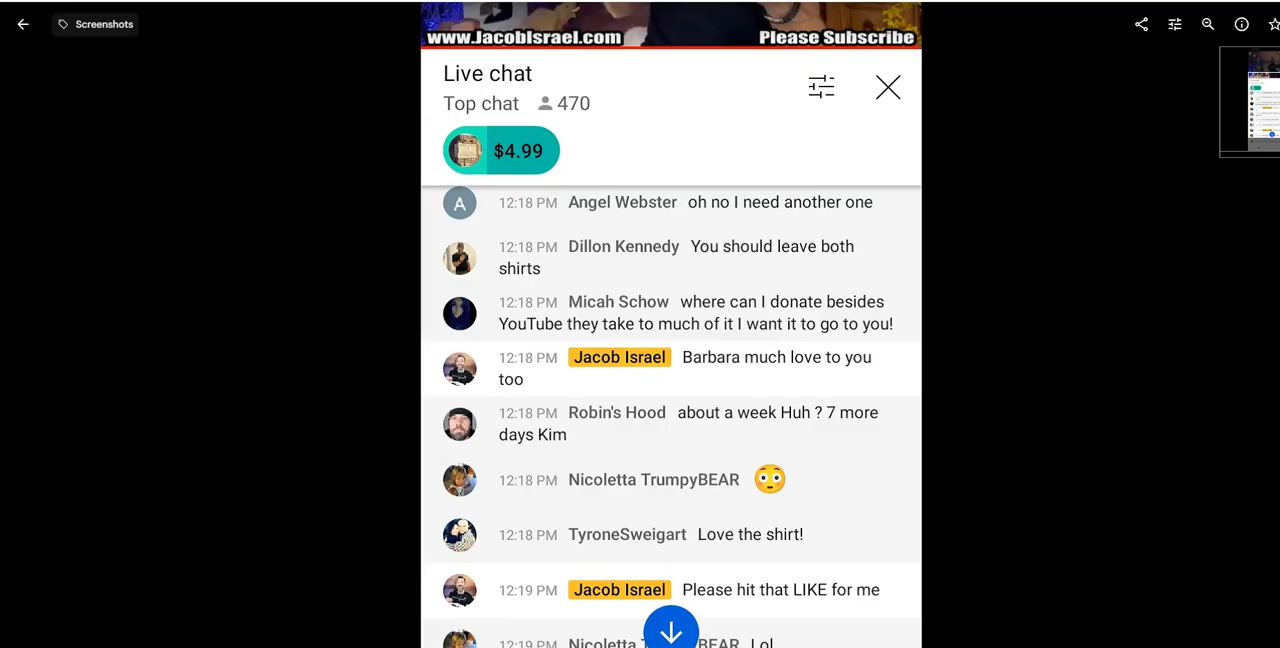 Screenshots
www.JacobIsrael.com Please Subscribe
Live chat
Top chat 470
$4.99
A 12:18 PM Angel Webster oh no I need another one
12:18 PM Dillon Kennedy You should leave both
shirts
12:18 PM Micah Schow where can I donate besides
YouTube they take to much of it I want it to go to you!
12:18 PM Jacob Israel Barbara much love to you
too
12:18 PM Robin's Hood about a week Huh ? 7 more
days Kim
12:18 PM Nicoletta TrumpyBEAR 😳
12:18 PM TyroneSweigart Love the shirt!
12:19 PM Jacob Israel Please hit that LIKE for me
12:19 PM Nicoletta BEAR Lol